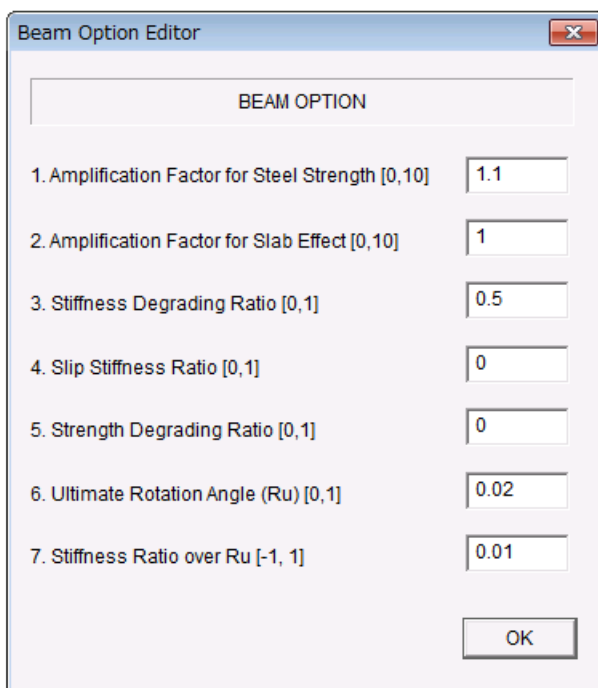 Beam Option Editor
BEAM OPTION
1. Amplification Factor for Steel Strength [0,10] 1.1
2. Amplification Factor for Slab Effect [0,10] 1
3. Stiffness Degrading Ratio [0,1] 0.5
4. Slip Stiffness Ratio [0,1] 0
5. Strength Degrading Ratio [0,1] 0
6. Ultimate Rotation Angle (Ru) [0,1] 0.02
7. Stiffness Ratio over Ru [-1, 1] 0.01
OK